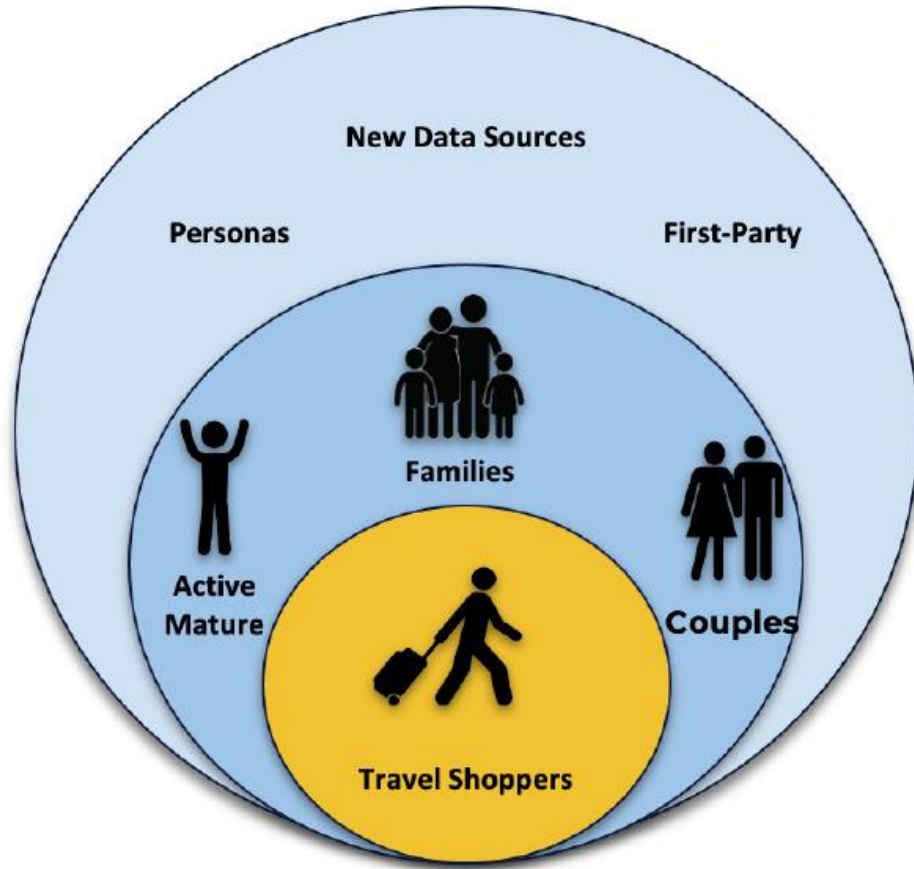 New Data Sources
Personas
First-Party
Families
Active
Mature
Couples
Travel Shoppers